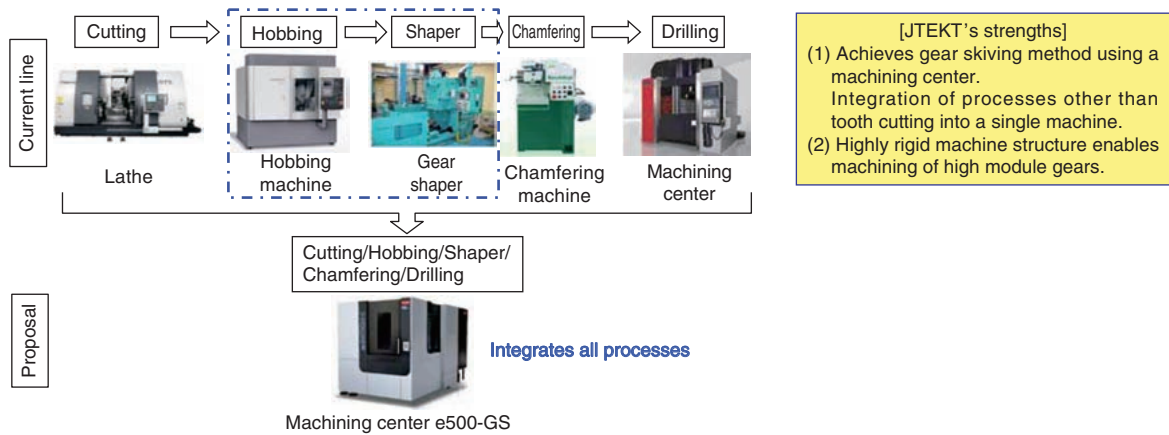 Current line
Cutting
Hobbing
Shaper
Chamfering
Drilling
Lathe
Hobbing
machine
Gear
shaper
Chamfering
machine
Machining
center
[JTEKT's strengths]
(1) Achieves gear skiving method using a
machining center.
Integration of processes other than
tooth cutting into a single machine.
(2) Highly rigid machine structure enables
machining of high module gears.
Proposal
Cutting/Hobbing/Shaper/
Chamfering/Drilling
Integrates all processes
Machining center e500-GS